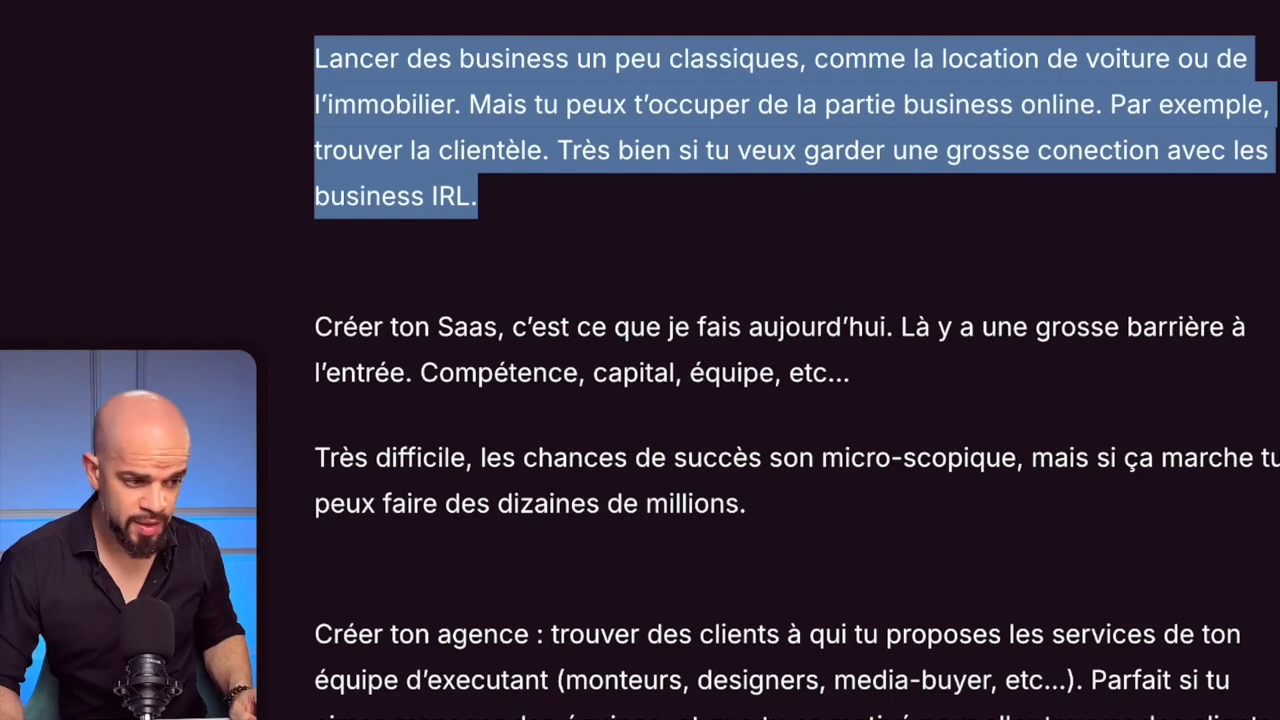 Lancer des business un peu classiques, comme la location de voiture ou de
l'immobilier. Mais tu peux t'occuper de la partie business online. Par exemple,
trouver la clientèle. Très bien si tu veux garder une grosse conection avec les
business IRL.
Créer ton Saas, c'est ce que je fais aujourd'hui. Là y a une grosse barrière à
l'entrée. Compétence, capital, équipe, etc...
Très difficile, les chances de succès son micro-scopique, mais si ça marche tu
peux faire des dizaines de millions.
Créer ton agence : trouver des clients à qui tu proposes les services de ton
équipe d'executant (monteurs, designers, media-buyer, etc...). Parfait si tu